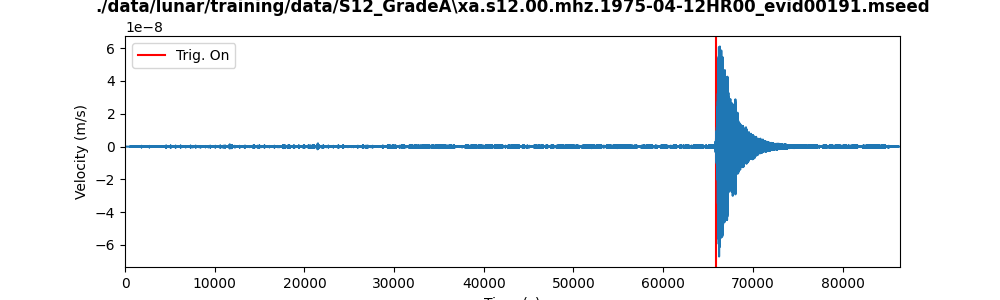 ./data/lunar/training/data/S12_GradeA\xa.s12.00.mhz.1975-04-12HR00_evid00191.mseed
1e−8
Trig. On
6
4
2
0
−2
−4
−6
Velocity (m/s)
0 10000 20000 30000 40000 50000 60000 70000 80000
Time (s)